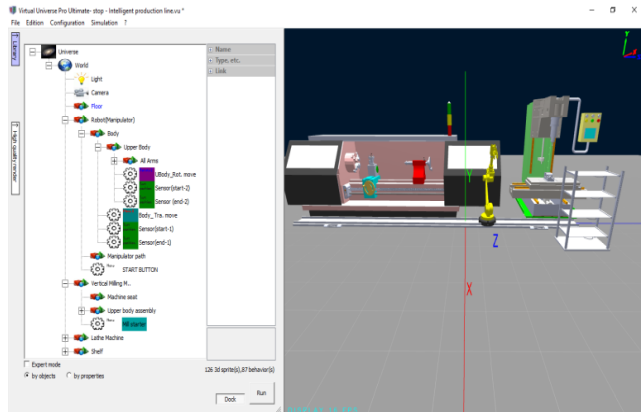 Virtual Universe Pro Ultimate- stop - Intelligent production line.vu *
File Edition Configuration Simulation ?
Library
High quality render
Universe
World
Light
Camera
Floor
Robot(Manipulator)
Body
Upper Body
All Arms
UBody_Rot. move
Sensor(start-2)
Sensor (end-2)
Body_Tra. move
Sensor(start-1)
Sensor(end-1)
Manipulator path
START BUTTON
Vertical Milling M..
Machine seat
Upper body assembly
Mill starter
Lathe Machine
Shelf
Name
Type, etc.
Link
Expert mode
by objects by properties
126 3d sprite(s),87 behavior(s)
Dock Run
Y
Y
Z
X